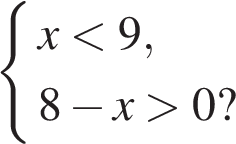 x < 9,
8 − x > 0?